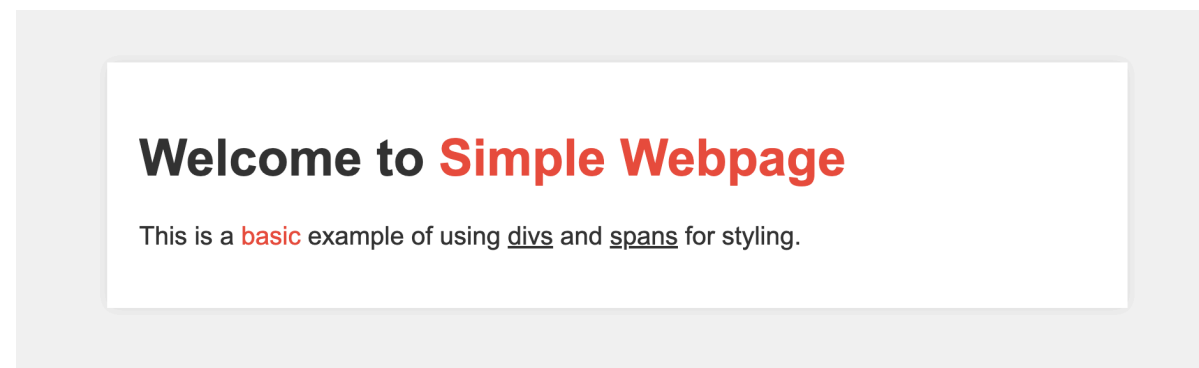 Welcome to Simple Webpage
This is a basic example of using divs and spans for styling.